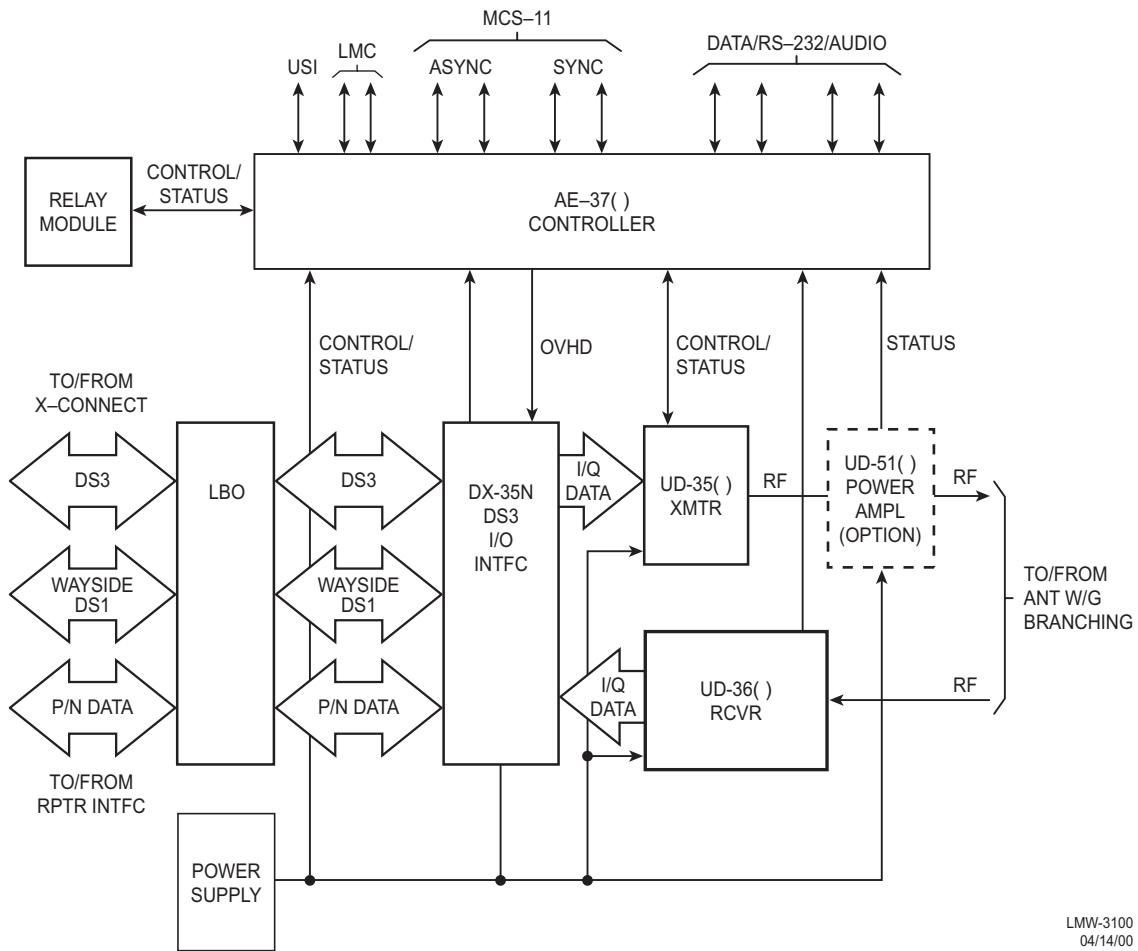 MCS–11
DATA/RS–232/AUDIO
USI
LMC
ASYNC
SYNC
CONTROL/
STATUS
RELAY
MODULE
AE–37( )
CONTROLLER
CONTROL/
STATUS
OVHD
CONTROL/
STATUS
STATUS
TO/FROM
X–CONNECT
DS3
LBO
DS3
DX-35N
DS3
I/O
INTFC
I/Q
DATA
UD-35( )
XMTR
RF
UD-51( )
POWER
AMPL
(OPTION)
RF
WAYSIDE
DS1
WAYSIDE
DS1
TO/FROM
ANT W/G
BRANCHING
P/N DATA
P/N DATA
I/Q
DATA
UD-36( )
RCVR
RF
TO/FROM
RPTR INTFC
POWER
SUPPLY
LMW-3100
04/14/00